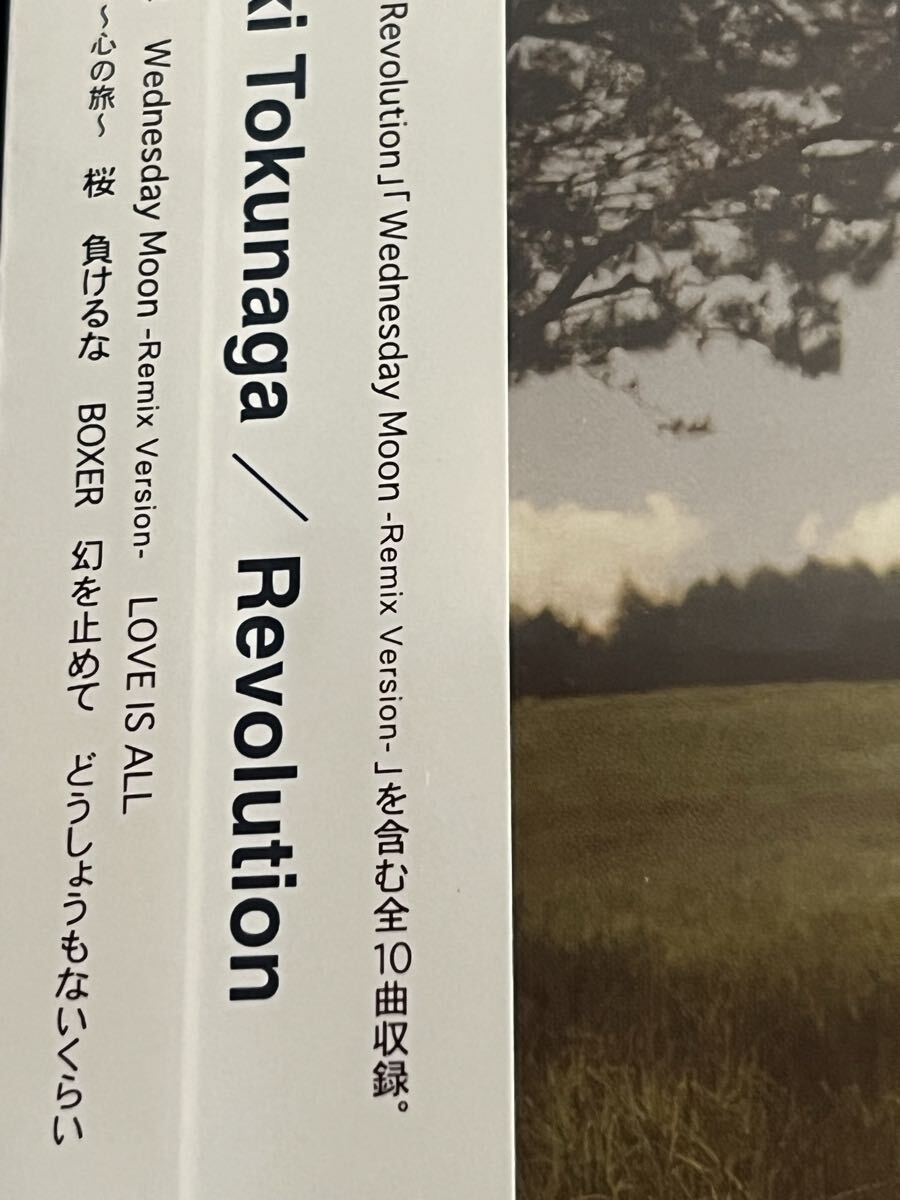 Revolution」「Wednesday Moon -Remix Version- 」を含む全10曲収録。
ki Tokunaga ／ Revolution
Wednesday Moon -Remix Version-　LOVE IS ALL
～心の旅～　桜　負けるな　BOXER　幻を止めて　どうしょうもないくらい